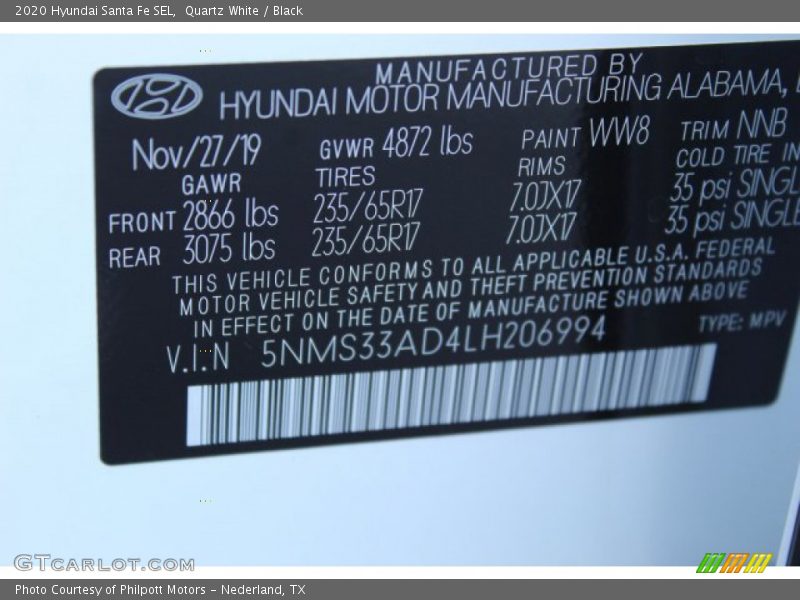 2020 Hyundai Santa Fe SEL, Quartz White / Black
MANUFACTURED BY
HYUNDAI MOTOR MANUFACTURING ALABAMA,
Nov/27/19 GVWR 4872 lbs PAINT WW8 TRIM NNB
GAWR TIRES RIMS COLD TIRE IN
FRONT 2866 lbs 235/65R17 7.0JX17 35 psi SINGLE
REAR 3075 lbs 235/65R17 7.0JX17 35 psi SINGLE
THIS VEHICLE CONFORMS TO ALL APPLICABLE U.S.A. FEDERAL
MOTOR VEHICLE SAFETY AND THEFT PREVENTION STANDARDS
IN EFFECT ON THE DATE OF MANUFACTURE SHOWN ABOVE
V.I.N 5NMS33AD4LH206994 TYPE: MPV
GTCARLOT.COM
Photo Courtesy of Philpott Motors - Nederland, TX